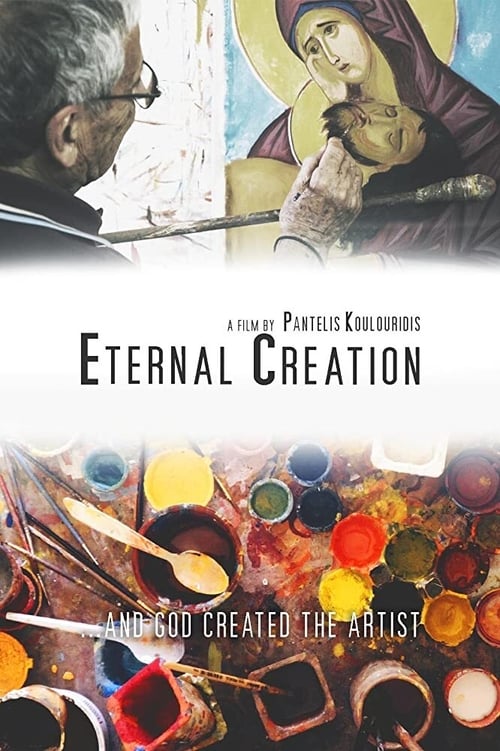 A FILM BY PANTELIS KOULOURIDIS
ETERNAL CREATION
...AND GOD CREATED THE ARTIST